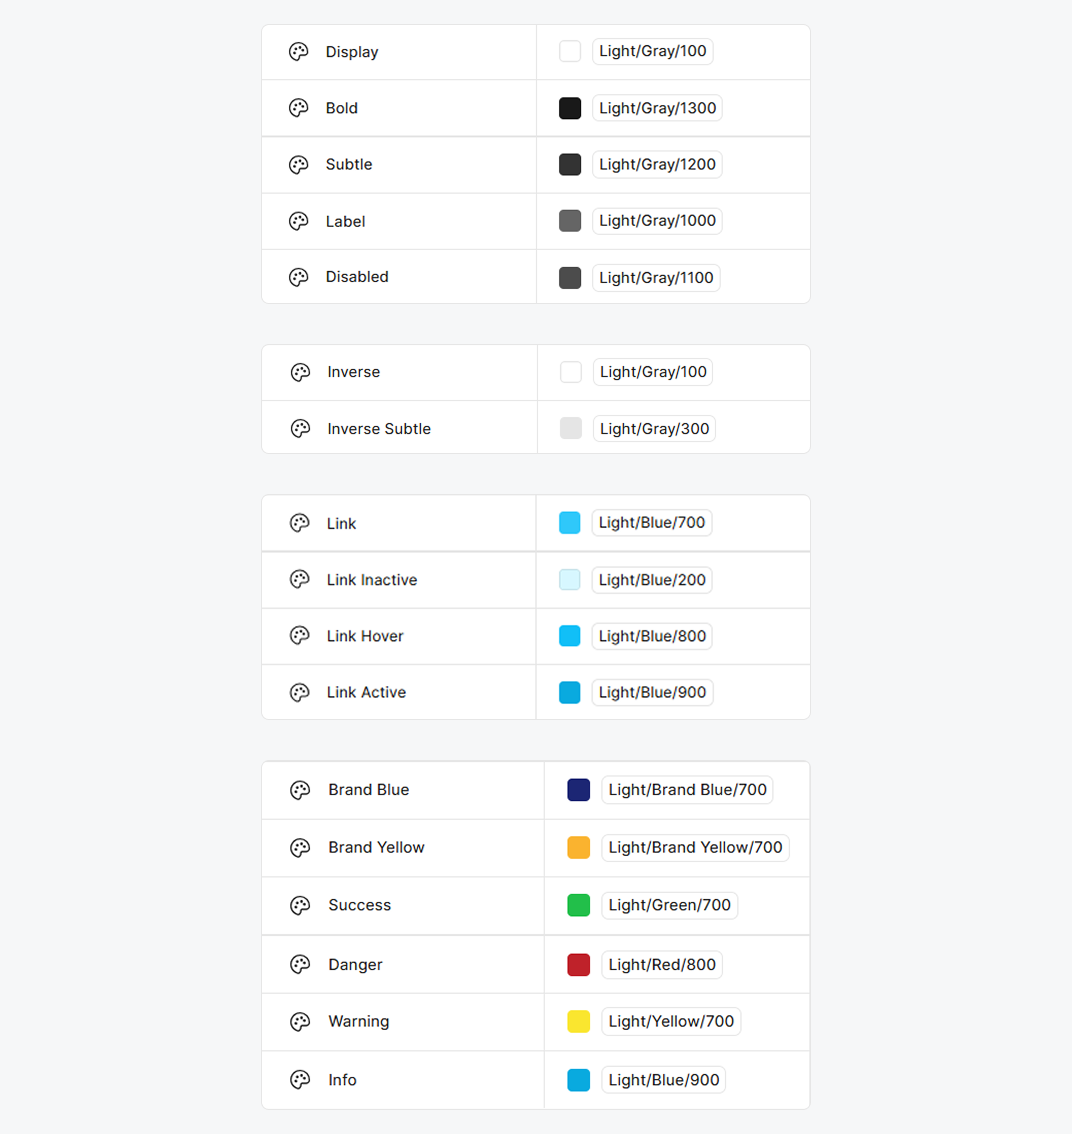 Display Light/Gray/100
Bold Light/Gray/1300
Subtle Light/Gray/1200
Label Light/Gray/1000
Disabled Light/Gray/1100
Inverse Light/Gray/100
Inverse Subtle Light/Gray/300
Link Light/Blue/700
Link Inactive Light/Blue/200
Link Hover Light/Blue/800
Link Active Light/Blue/900
Brand Blue Light/Brand Blue/700
Brand Yellow Light/Brand Yellow/700
Success Light/Green/700
Danger Light/Red/800
Warning Light/Yellow/700
Info Light/Blue/900